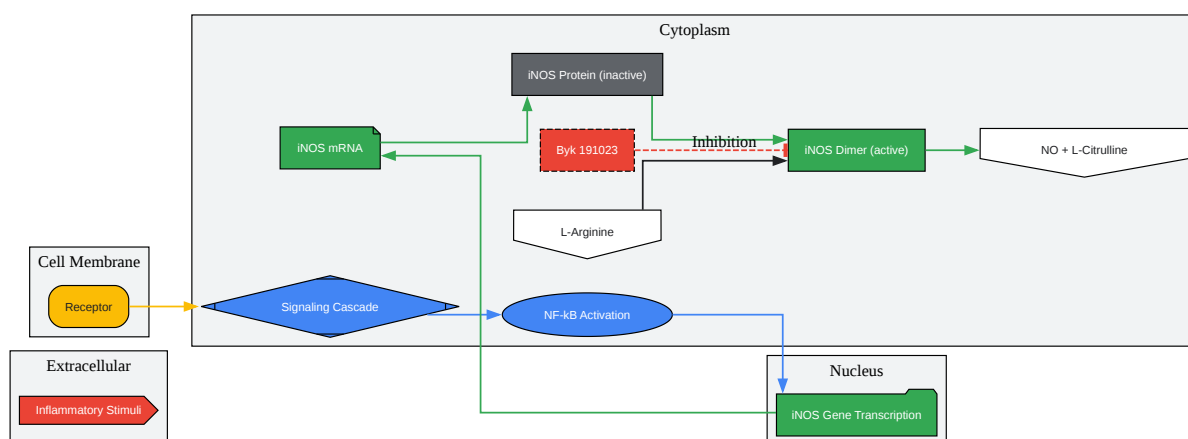 Cytoplasm
iNOS Protein (inactive)
iNOS mRNA
Byk 191023
Inhibition
iNOS Dimer (active)
NO + L-Citrulline
L-Arginine
Cell Membrane
Receptor
Signaling Cascade
NF-kB Activation
Extracellular
Inflammatory Stimuli
Nucleus
iNOS Gene Transcription